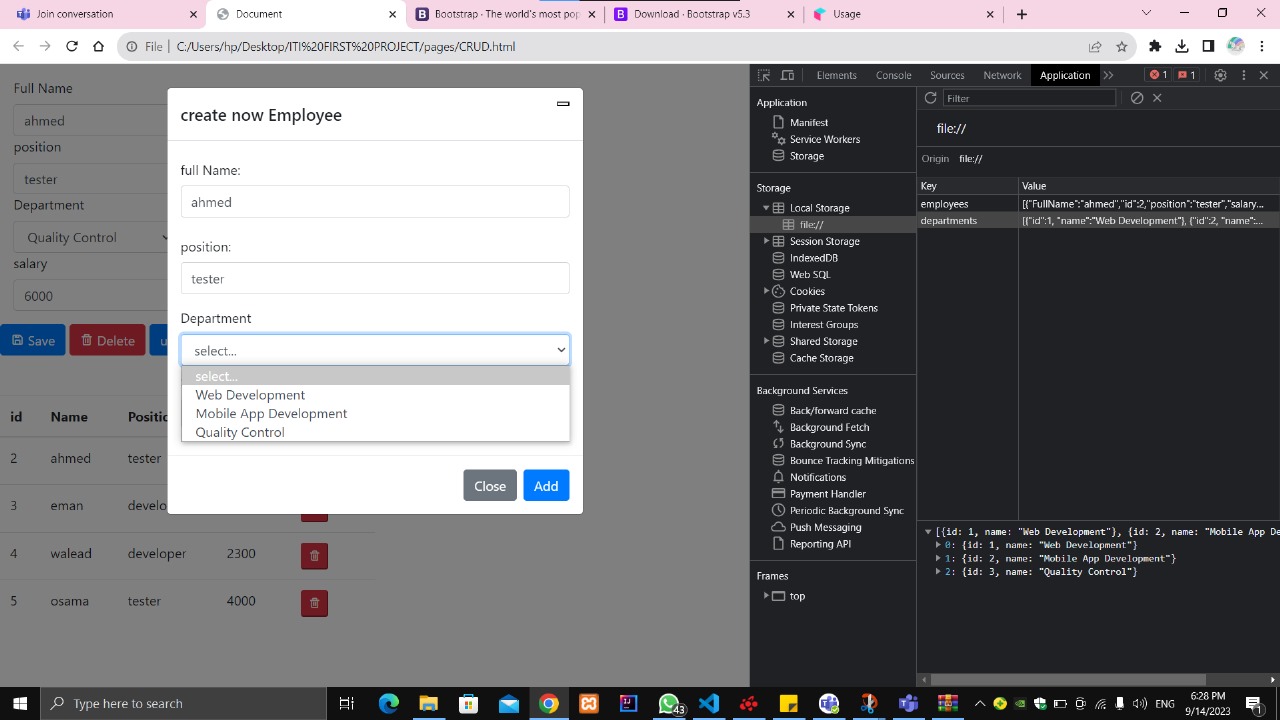 Join conversation
Document
Bootstrap · The world's most pop
Download · Bootstrap v5.3
Usage
File | C:/Users/hp/Desktop/ITI%20FIRST%20PROJECT/pages/CRUD.html
Full Name
ahmed
position
tester
Department
Quality Control
salary
6000
Save
Delete
u
id Name Positic
2 ahmed tester
3 eman develo
4 walead developer 2300
5 osama tester 4000
create now Employee
full Name:
ahmed
position:
tester
Department
select...
select...
Web Development
Mobile App Development
Quality Control
Close
Add
Elements Console Sources Network Application 1 1
Application
Manifest
Service Workers
Storage
Storage
Local Storage
file://
Session Storage
IndexedDB
Web SQL
Cookies
Private State Tokens
Interest Groups
Shared Storage
Cache Storage
Background Services
Back/forward cache
Background Fetch
Background Sync
Bounce Tracking Mitigations
Notifications
Payment Handler
Periodic Background Sync
Push Messaging
Reporting API
Frames
top
Filter
file://
Origin file://
Key Value
employees [{"FullName":"ahmed","id":2,"position":"tester","salary...
departments [{"id":1, "name":"Web Development"}, {"id":2, "name":...
[{id: 1, name: "Web Development"}, {id: 2, name: "Mobile App De
0: {id: 1, name: "Web Development"}
1: {id: 2, name: "Mobile App Development"}
2: {id: 3, name: "Quality Control"}
Type here to search
43
ENG
6:28 PM
9/14/2023
1